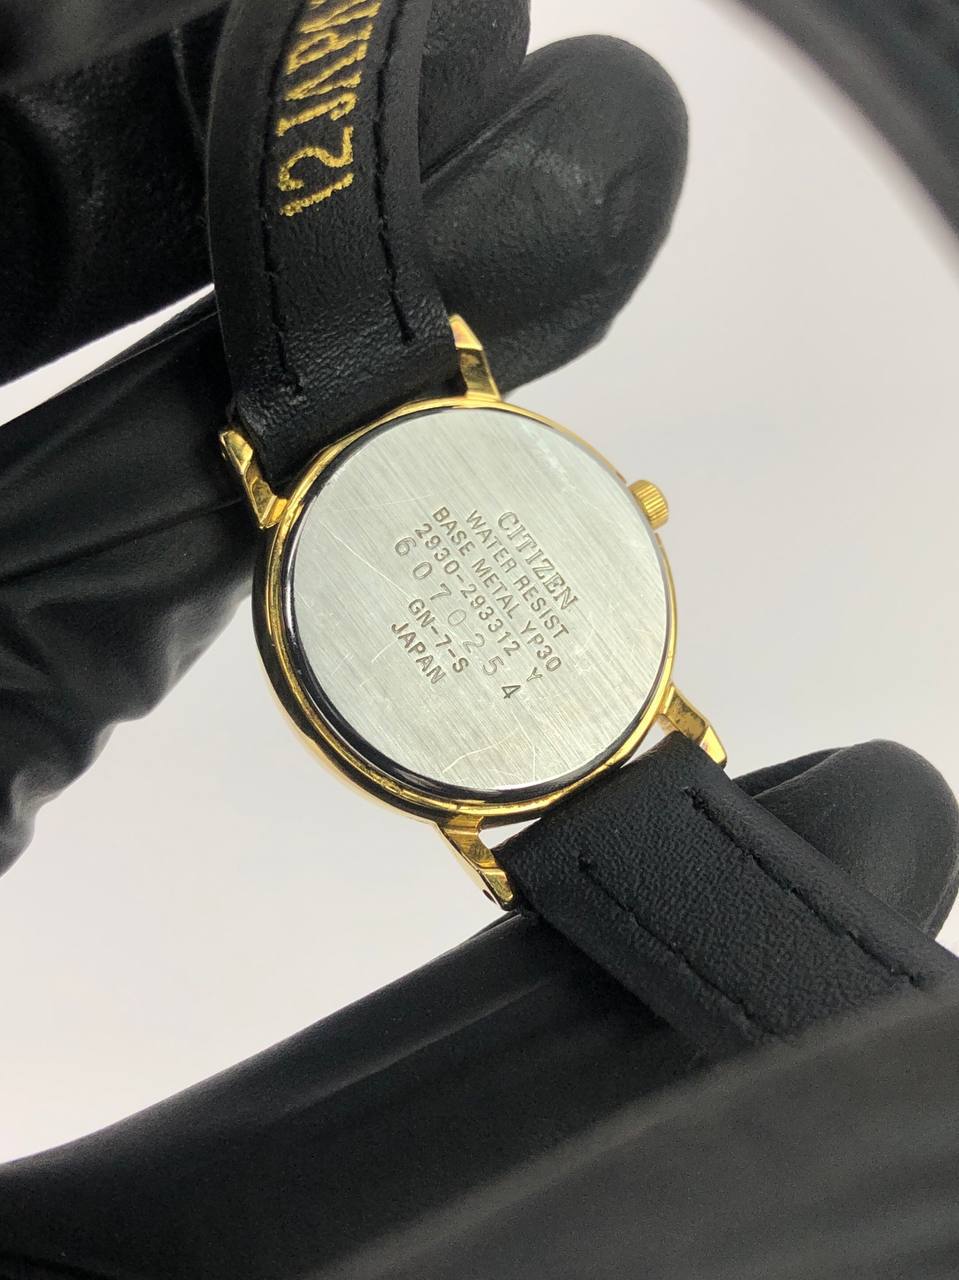 CITIZEN
WATER RESIST
BASE METAL YP30
2930-293312 Y
6070254
GN-7-S
JAPAN